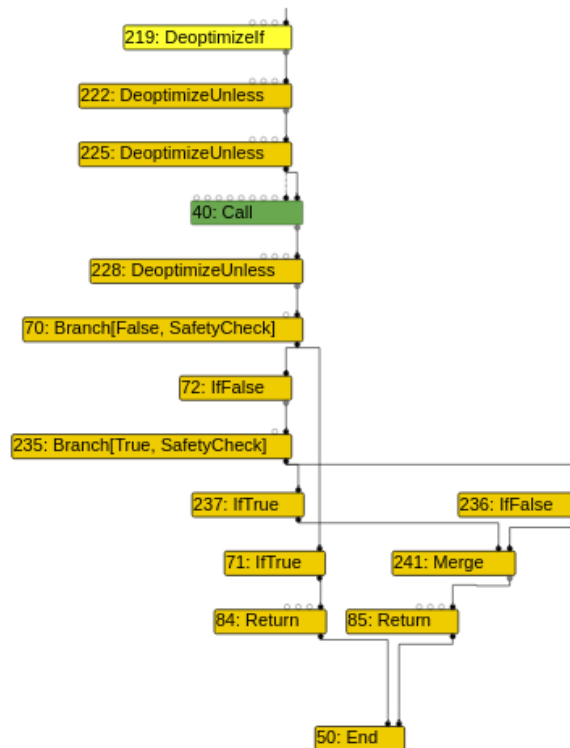 219: DeoptimizeIf
222: DeoptimizeUnless
225: DeoptimizeUnless
40: Call
228: DeoptimizeUnless
70: Branch[False, SafetyCheck]
72: IfFalse
235: Branch[True, SafetyCheck]
237: IfTrue
236: IfFalse
71: IfTrue
241: Merge
84: Return
85: Return
50: End